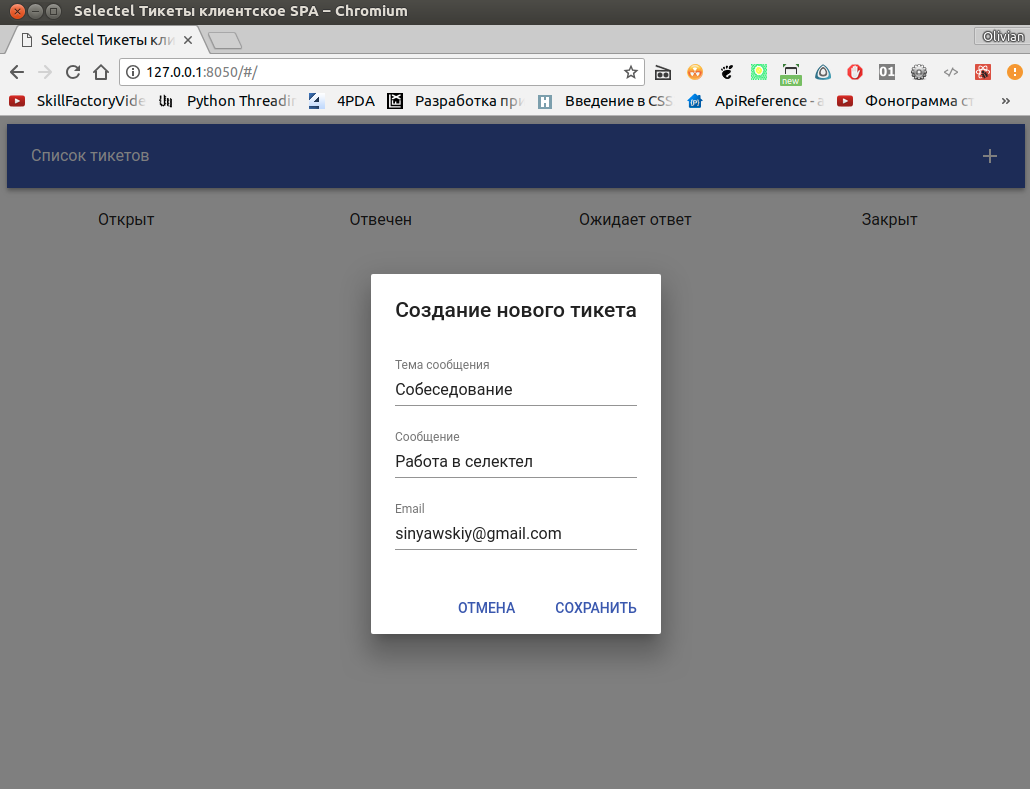 Selectel Тикеты клиентское SPA – Chromium
Selectel Тикеты кли
Olivian
127.0.0.1:8050/#/
new
01
SkillFactoryVide
Python Threadin
4PDA
Разработка при
H
Введение в CSS
ApiReference - a
Фонограмма ст
»
Список тикетов
Открыт Отвечен Ожидает ответ Закрыт
Создание нового тикета
Тема сообщения
Собеседование
Сообщение
Работа в селектел
Email
sinyawskiy@gmail.com
ОТМЕНА СОХРАНИТЬ